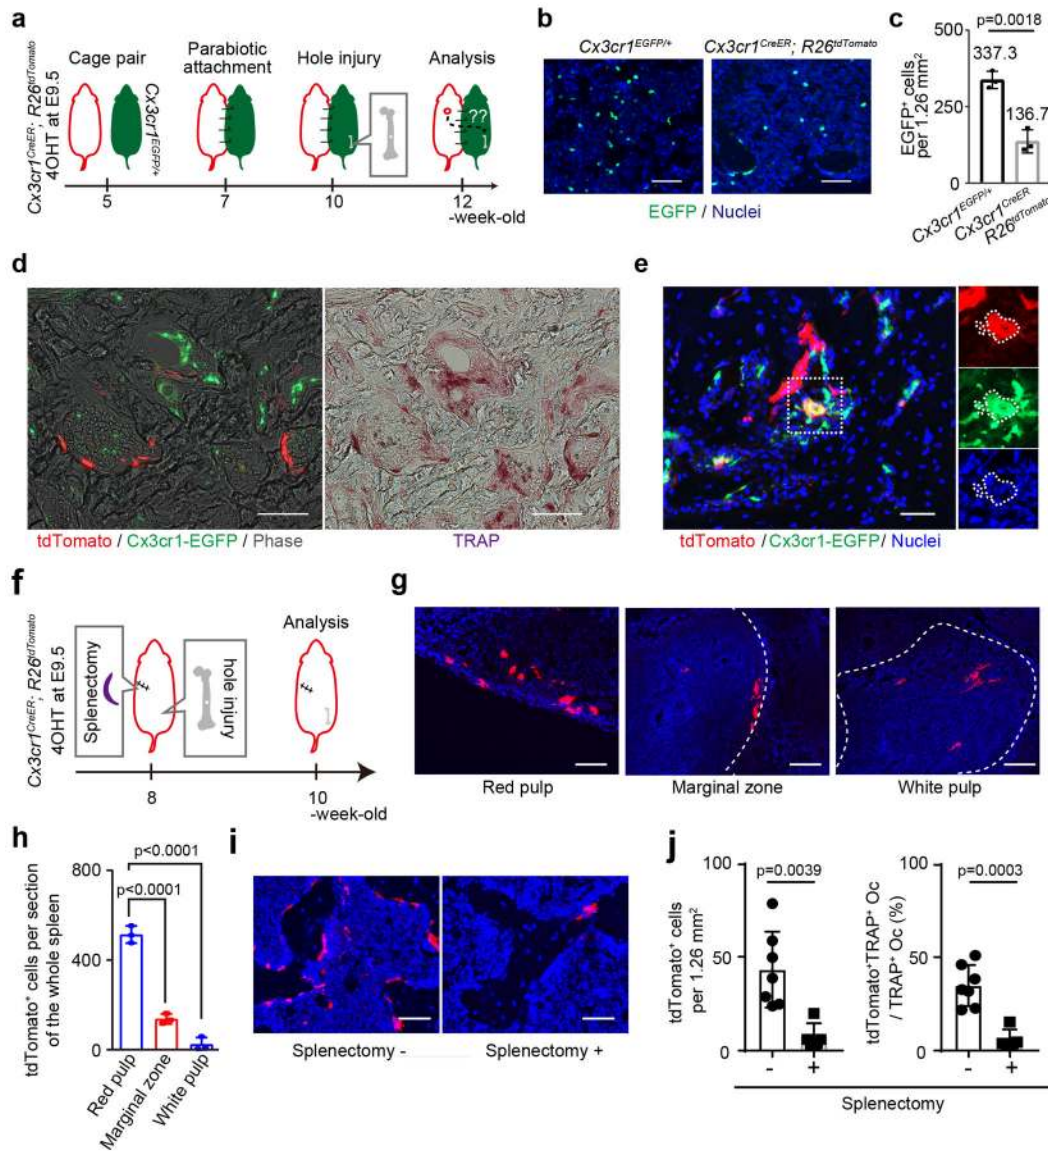 a
Cx3cr1CreER; R26tdTomato
4OHT at E9.5
Cage pair
Cx3cr1EGFP/+
Parabiotic
attachment
Hole injury
Analysis
??
5
7
10
12
-week-old
b
Cx3cr1EGFP/+
Cx3cr1CreER; R26tdTomato
EGFP / Nuclei
c
p=0.0018
EGFP+ cells
per 1.26 mm2
500
250
0
337.3
136.7
Cx3cr1EGFP/+
Cx3cr1CreER
R26tdTomato
d
tdTomato / Cx3cr1-EGFP / Phase
TRAP
e
tdTomato / Cx3cr1-EGFP / Nuclei
f
Cx3cr1CreER; R26tdTomato
4OHT at E9.5
Splenectomy
hole injury
Analysis
8
10
-week-old
g
Red pulp
Marginal zone
White pulp
h
tdTomato+ cells per section
of the whole spleen
800
400
0
p<0.0001
p<0.0001
Red pulp
Marginal zone
White pulp
i
Splenectomy -
Splenectomy +
j
tdTomato+ cells
per 1.26 mm2
100
50
0
p=0.0039
-
+
tdTomato+TRAP+ Oc
/ TRAP+ Oc (%)
100
50
0
p=0.0003
-
+
Splenectomy